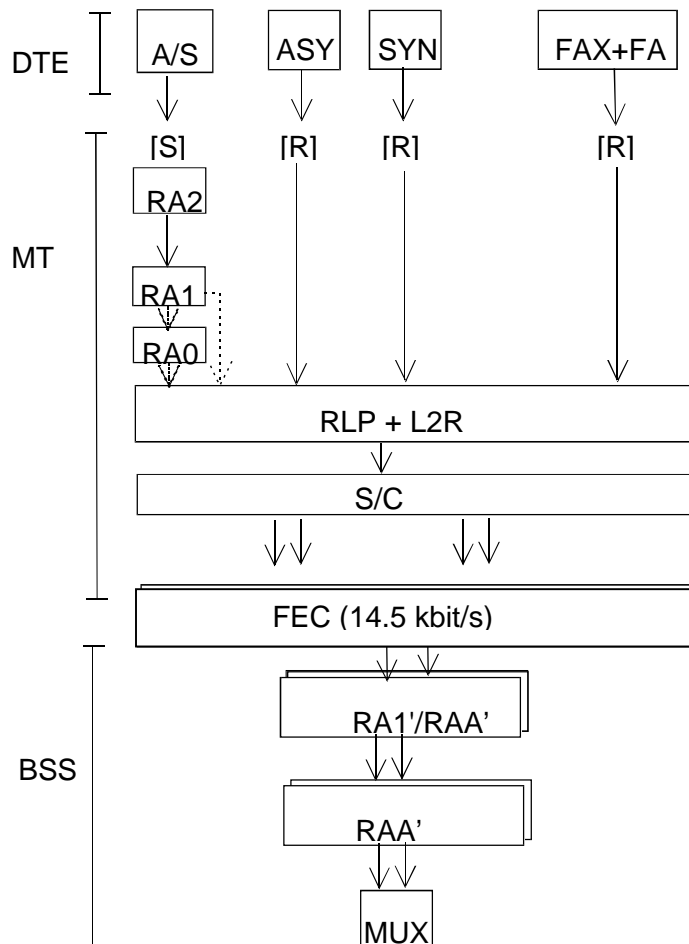 DTE A/S ASY SYN FAX+FA
[S] [R] [R] [R]
RA2
MT
RA1
RA0
RLP + L2R
S/C
FEC (14.5 kbit/s)
RA1'/RAA'
BSS
RAA’
MUX